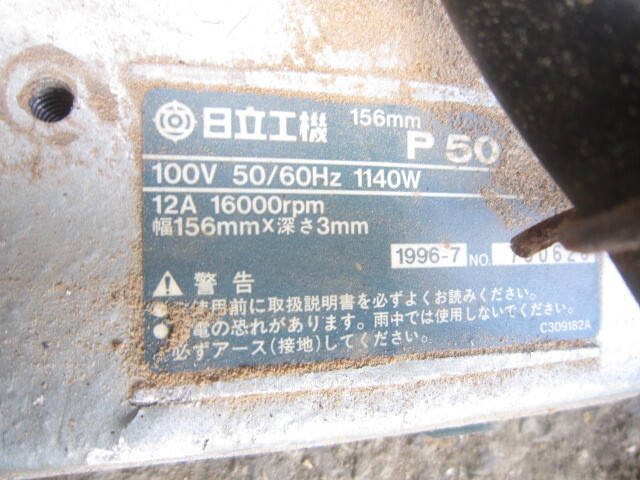 日立工機 156mm P 50
100V 50/60Hz 1140W
12A 16000rpm
幅156mm×深さ3mm
1996-7 NO.
警告
使用前に取扱説明書を必ずよくお読みください。
電の恐れがあります。雨中では使用しないでください。
必ずアース(接地)してください。
C309182A